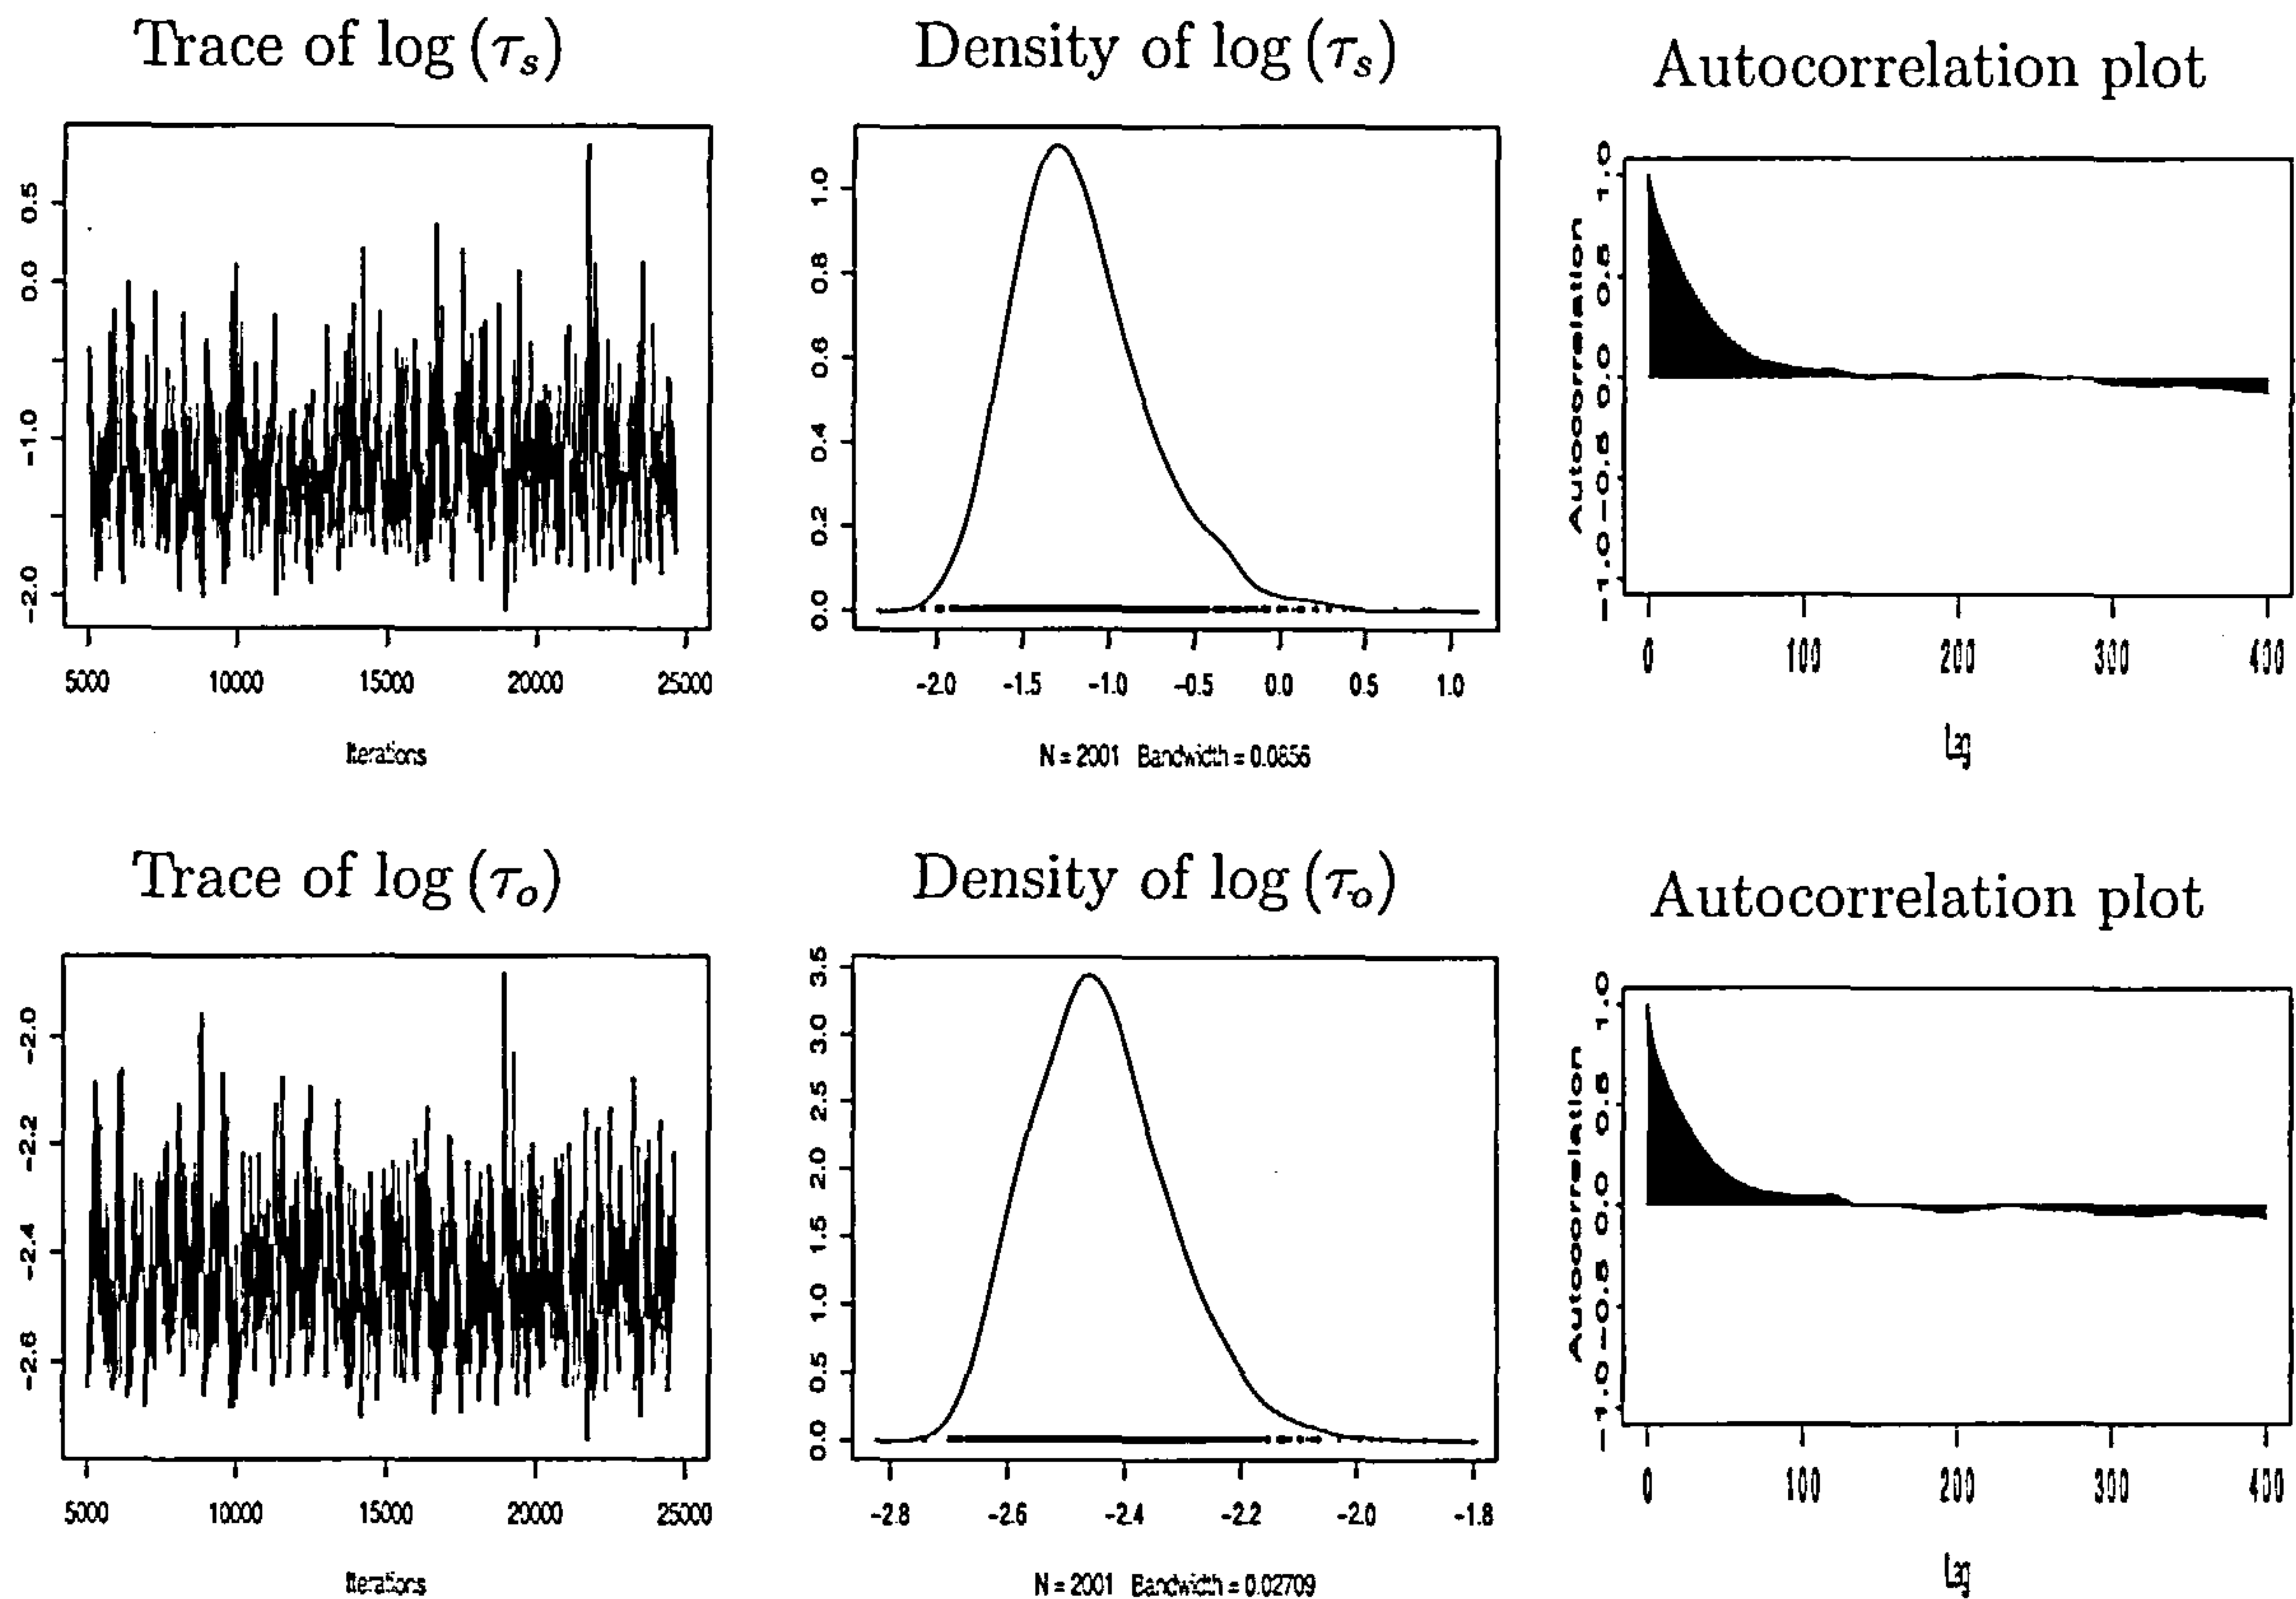 Trace of log (τₛ)
Density of log (τₛ)
Autocorrelation plot
0.5
0.0
-1.0
-2.0
5000 10000 15000 20000 25000
Iterations
1.0
0.8
0.6
0.4
0.2
0.0
-2.0 -1.5 -1.0 -0.5 0.0 0.5 1.0
N = 2001 Bandwidth = 0.0856
Autocorrelation
1.0
0.5
0.0
-0.5
-1.0
0 100 200 300 400
Lag
Trace of log (τₒ)
Density of log (τₒ)
Autocorrelation plot
-2.0
-2.2
-2.4
-2.6
5000 10000 15000 20000 25000
Iterations
3.5
3.0
2.5
2.0
1.5
1.0
0.5
0.0
-2.8 -2.6 -2.4 -2.2 -2.0 -1.8
N = 2001 Bandwidth = 0.02709
Autocorrelation
1.0
0.5
0.0
-0.5
-1.0
0 100 200 300 400
Lag